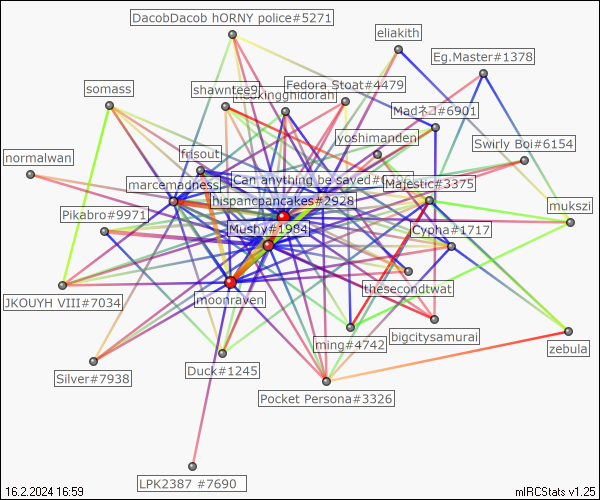 DacobDacob hORNY police#5271
eliakith
Eg.Master#1378
Fedora Stoat#4479
shawntee9
somass
Madネコ#6901
iyoshimanden
Swirly Boi#6154
normalwan
frisout
marcemadness
Can anything be saved
Majestic#3375
hispancpancakes#2928
mukszi
Pikabro#9971
Mushy#1984
Cypha#1717
thesecondtwat
JKOUYH VIII#7034
moonraven
bigcitysamurai
ming#4742
zebula
Silver#7938
Duck#1245
Pocket Persona#3326
LPK2387 #7690
16.2.2024 16:59
mIRCStats v1.25